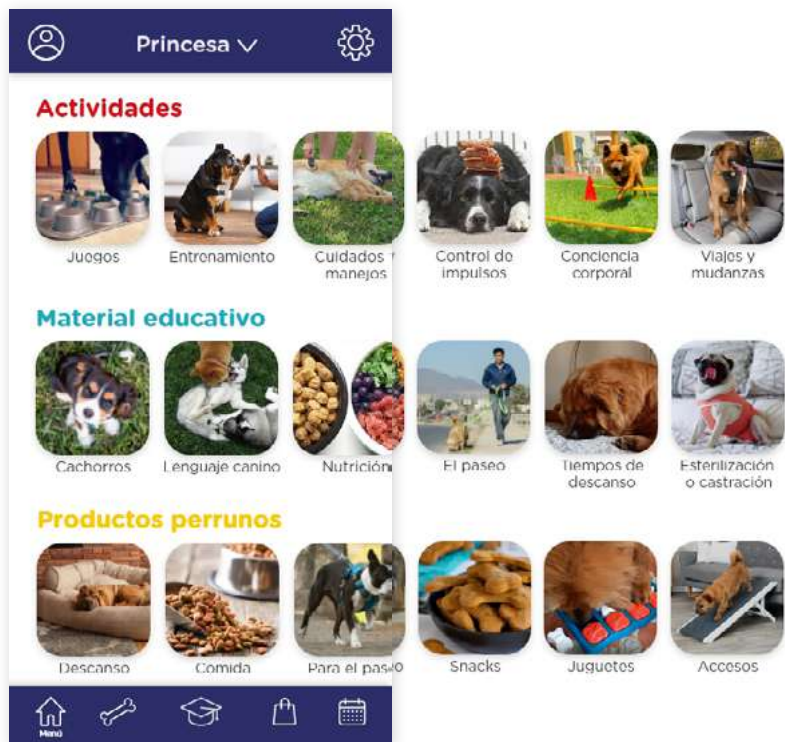 Princesa
Actividades
Juegos
Entrenamiento
Cuidados y
manejos
Control de
impulsos
Conciencia
corporal
Viajes y
mudanzas
Material educativo
Cachorros
Lenguaje canino
Nutrición
El paseo
Tiempos de
descanso
Esterilización
o castración
Productos perrunos
Descanso
Comida
Para el paseo
Snacks
Juguetes
Accesos
Menú